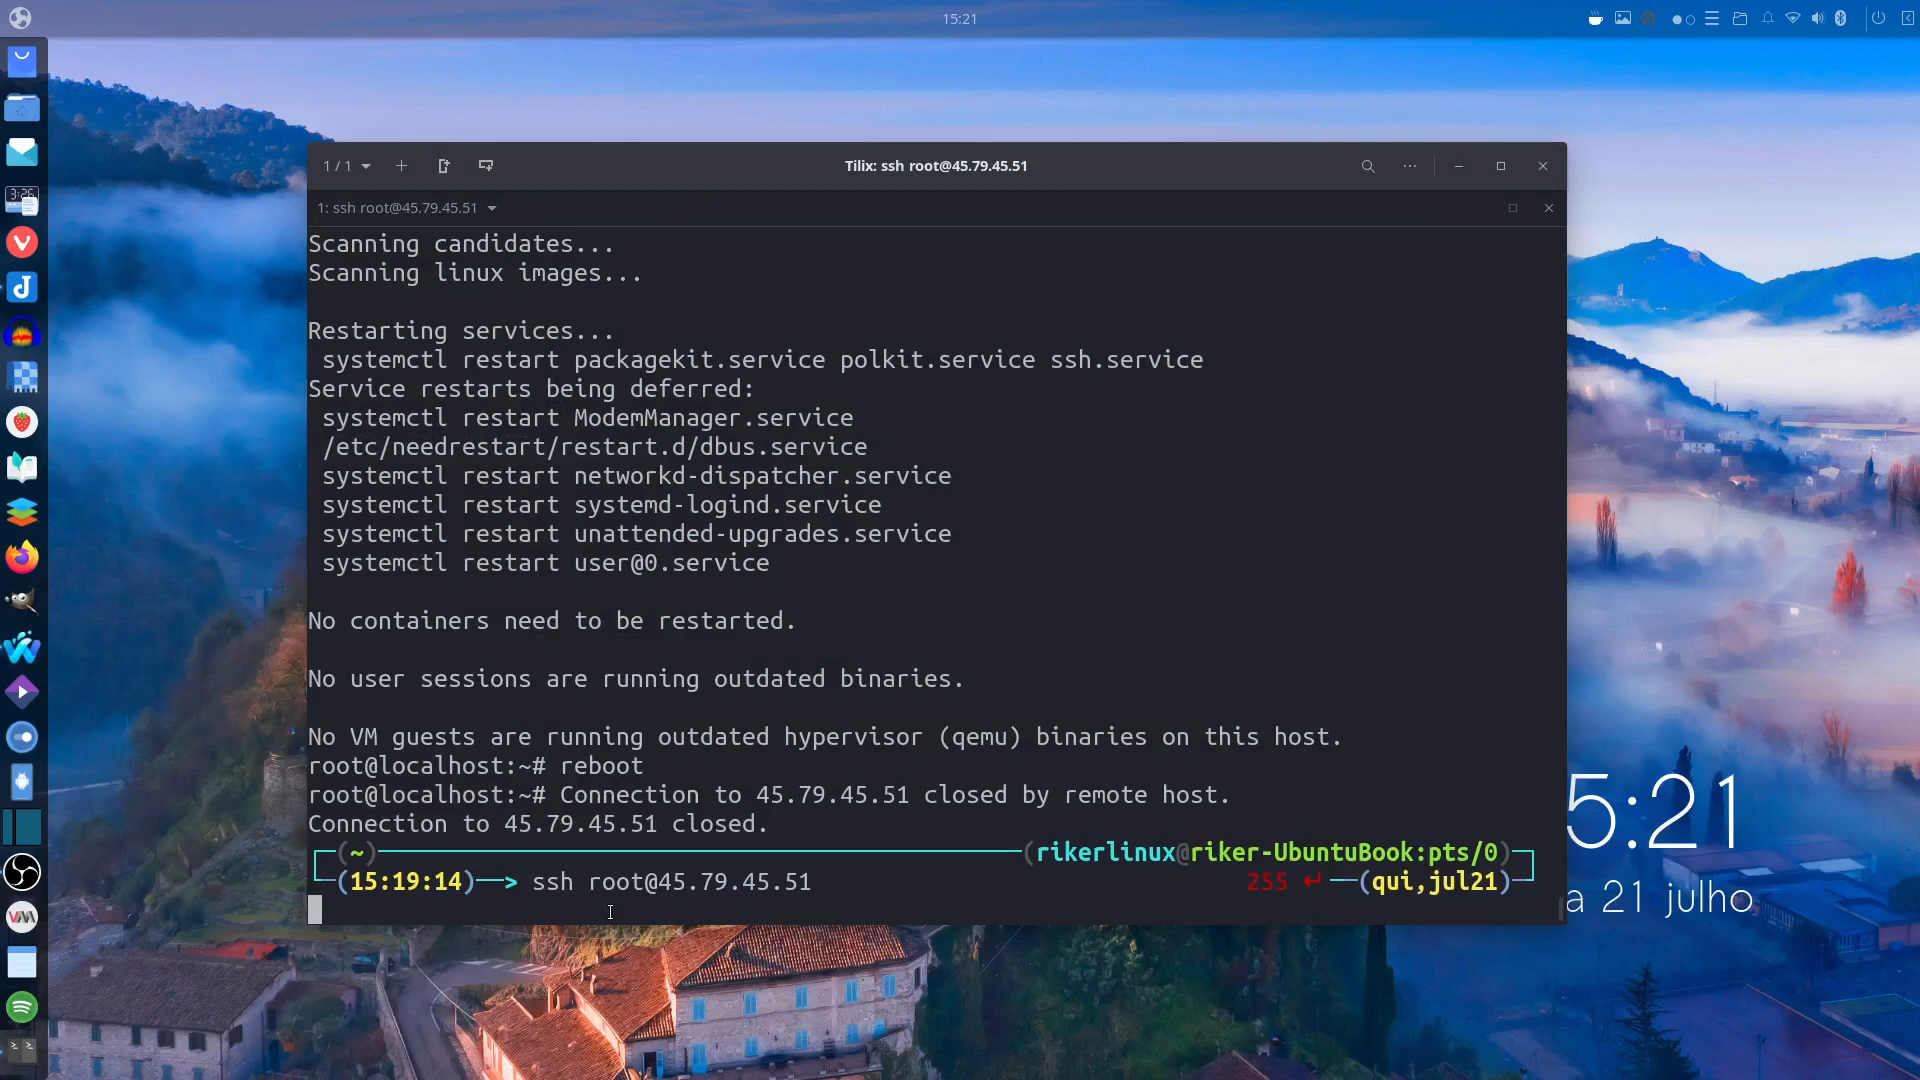 15:21
1 / 1
Tilix: ssh root@45.79.45.51
1: ssh root@45.79.45.51
Scanning candidates...
Scanning linux images...
Restarting services...
systemctl restart packagekit.service polkit.service ssh.service
Service restarts being deferred:
systemctl restart ModemManager.service
/etc/needrestart/restart.d/dbus.service
systemctl restart networkd-dispatcher.service
systemctl restart systemd-logind.service
systemctl restart unattended-upgrades.service
systemctl restart user@0.service
No containers need to be restarted.
No user sessions are running outdated binaries.
No VM guests are running outdated hypervisor (qemu) binaries on this host.
root@localhost:~# reboot
root@localhost:~# Connection to 45.79.45.51 closed by remote host.
Connection to 45.79.45.51 closed.
(~) (rikerlinux@riker-UbuntuBook:pts/0)
(15:19:14)─> ssh root@45.79.45.51 255 ↵ ─(qui,jul21)
5:21
a 21 julho
3:26